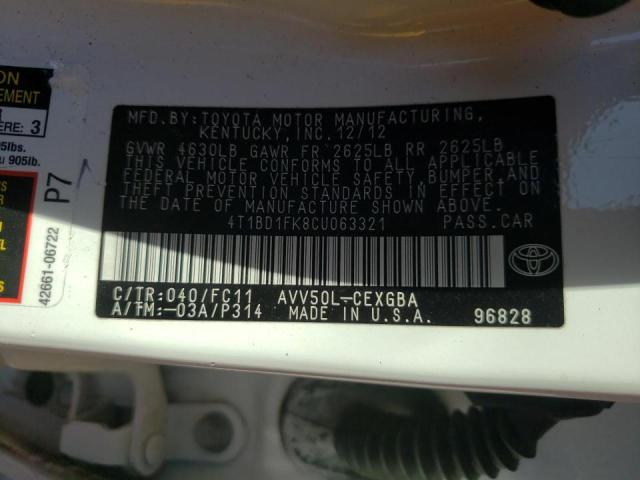 ON
EMENT
ERE: 3
5lbs.
u 905lb.
42661-06722
P7
MFD.BY:TOYOTA MOTOR MANUFACTURING,
KENTUCKY, INC.12/12
GVWR 4630LB GAWR FR 2625LB RR 2625LB
THIS VEHICLE CONFORMS TO ALL APPLICABLE
FEDERAL MOTOR VEHICLE SAFETY, BUMPER,AND
THEFT PREVENTION STANDARDS IN EFFECT ON
THE DATE OF MANUFACTURE SHOWN ABOVE.
4T1BD1FK8CU063321 PASS.CAR
C/TR:040/FC11 AVV50L-CEXGBA
A/TM:-03A/P314 MADE IN U.S.A. 96828